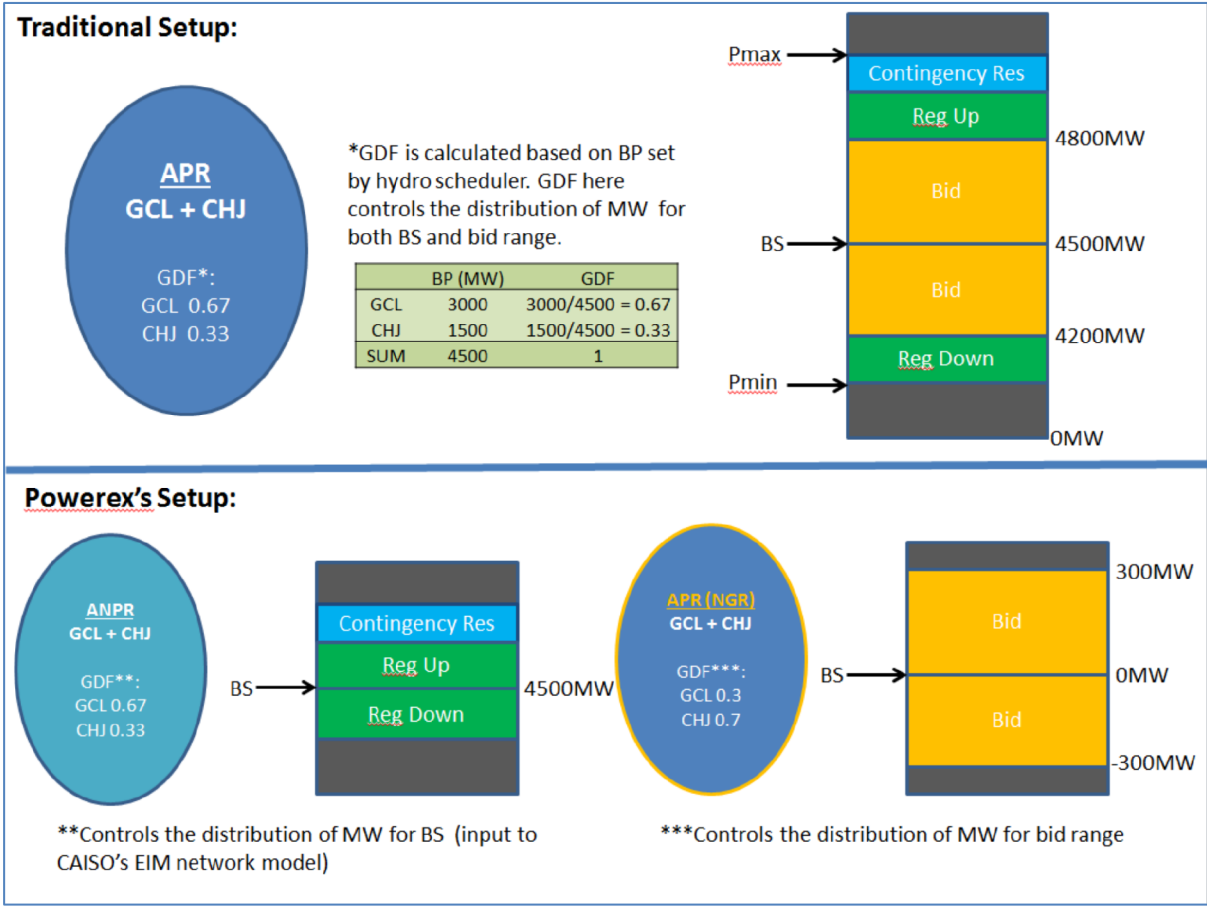 Traditional Setup:
APR
GCL + CHJ
GDF*:
GCL 0.67
CHJ 0.33
*GDF is calculated based on BP set
by hydro scheduler. GDF here
controls the distribution of MW for
both BS and bid range.
BP (MW) GDF
GCL 3000 3000/4500 = 0.67
CHJ 1500 1500/4500 = 0.33
SUM 4500 1
Pmax
Contingency Res
Reg Up
4800MW
Bid
BS
4500MW
Bid
4200MW
Reg Down
Pmin
0MW
Powerex's Setup:
ANPR
GCL + CHJ
GDF**:
GCL 0.67
CHJ 0.33
Contingency Res
Reg Up
BS
4500MW
Reg Down
**Controls the distribution of MW for BS (input to
CAISO's EIM network model)
APR (NGR)
GCL + CHJ
GDF***:
GCL 0.3
CHJ 0.7
300MW
Bid
BS
0MW
Bid
-300MW
***Controls the distribution of MW for bid range